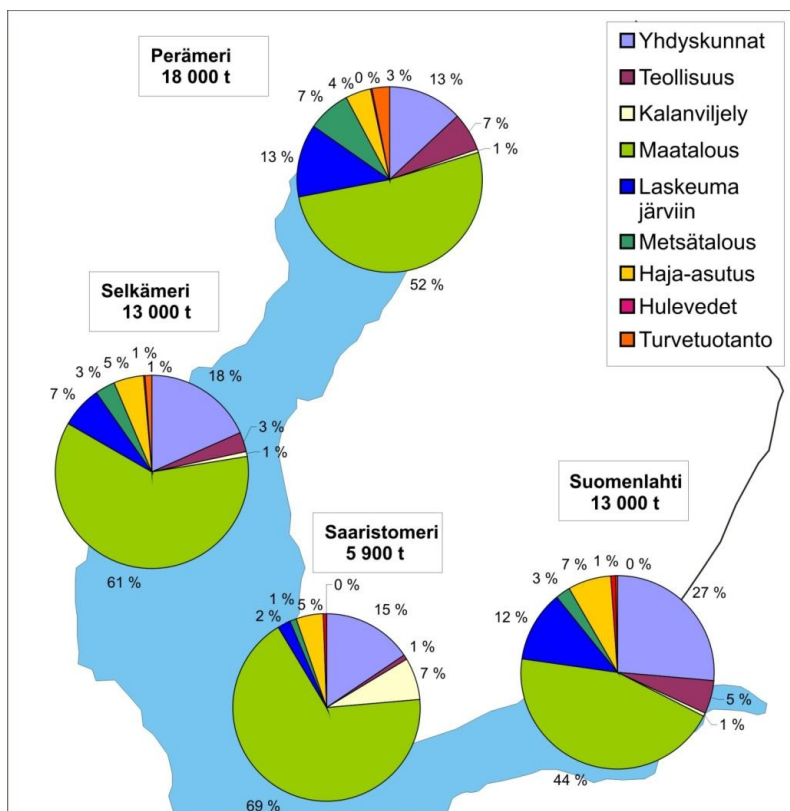 Perämeri
18 000 t
4 %
0 %
3 %
13 %
7 %
7 %
1 %
13 %
52 %
Yhdyskunnat
Teollisuus
Kalanviljely
Maatalous
Laskeuma
järviin
Metsätalous
Haja-asutus
Hulevedet
Turvetuotanto
Selkämeri
13 000 t
3 %
5 %
1 %
1 %
18 %
7 %
3 %
1 %
61 %
Saaristomeri
5 900 t
0 %
1 %
5 %
15 %
2 %
1 %
7 %
69 %
Suomenlahti
13 000 t
3 %
7 %
1 %
0 %
27 %
12 %
5 %
1 %
44 %